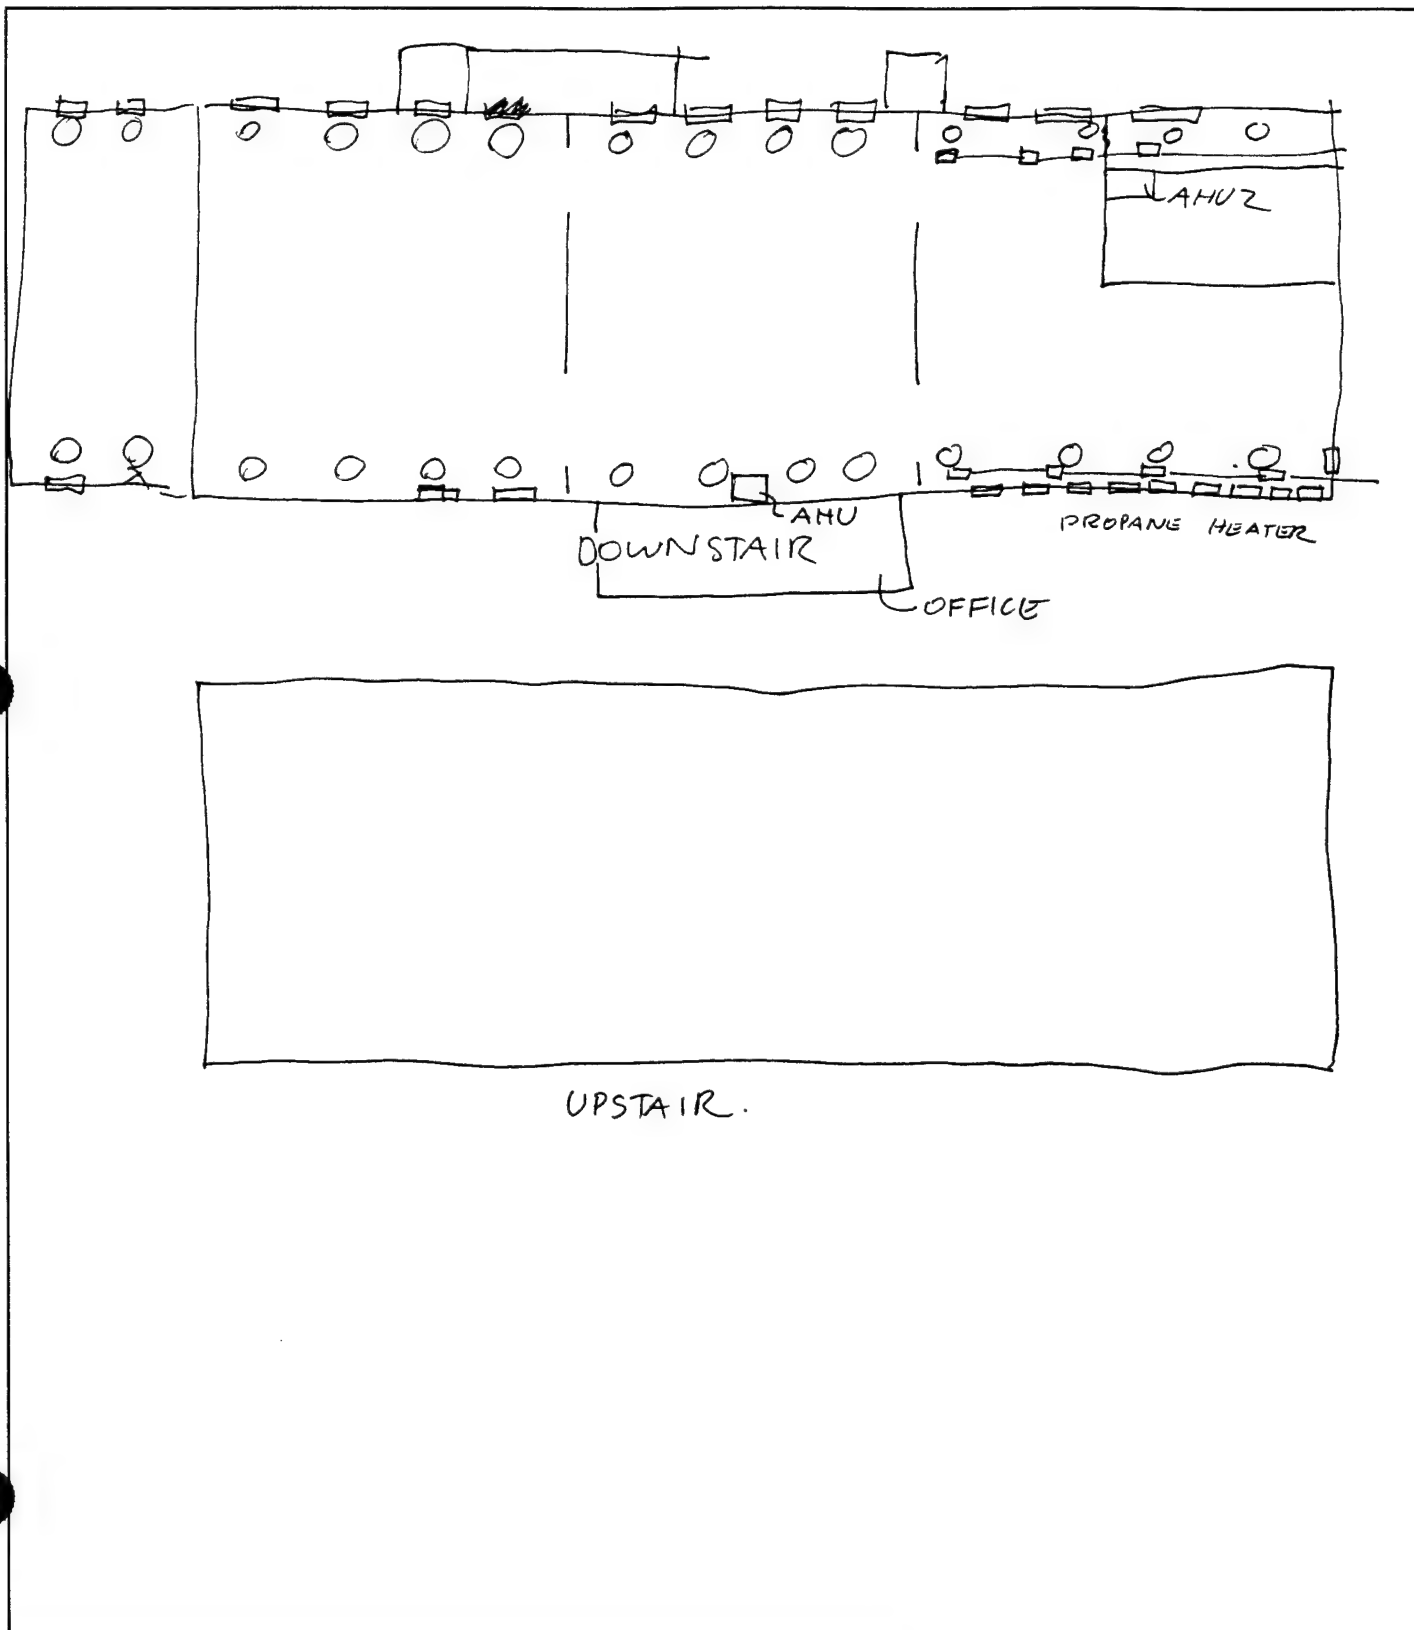 AHU2
AHU
PROPANE HEATER
DOWNSTAIR
OFFICE
UPSTAIR.